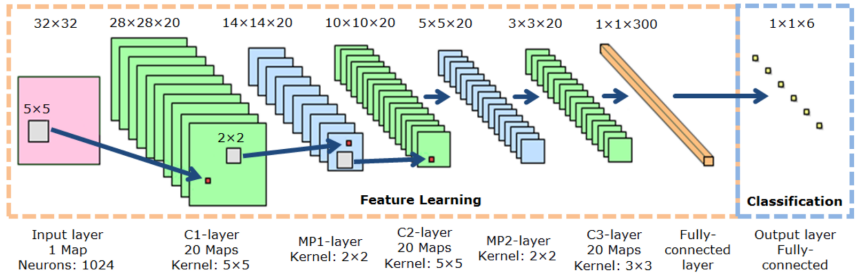 32×32
28×28×20
14×14×20
10×10×20
5×5×20
3×3×20
1×1×300
1×1×6
5×5
2×2
Feature Learning
Classification
Input layer
1 Map
Neurons: 1024
C1-layer
20 Maps
Kernel: 5×5
MP1-layer
Kernel: 2×2
C2-layer
20 Maps
Kernel: 5×5
MP2-layer
Kernel: 2×2
C3-layer
20 Maps
Kernel: 3×3
Fully-
connected
layer
Output layer
Fully-
connected